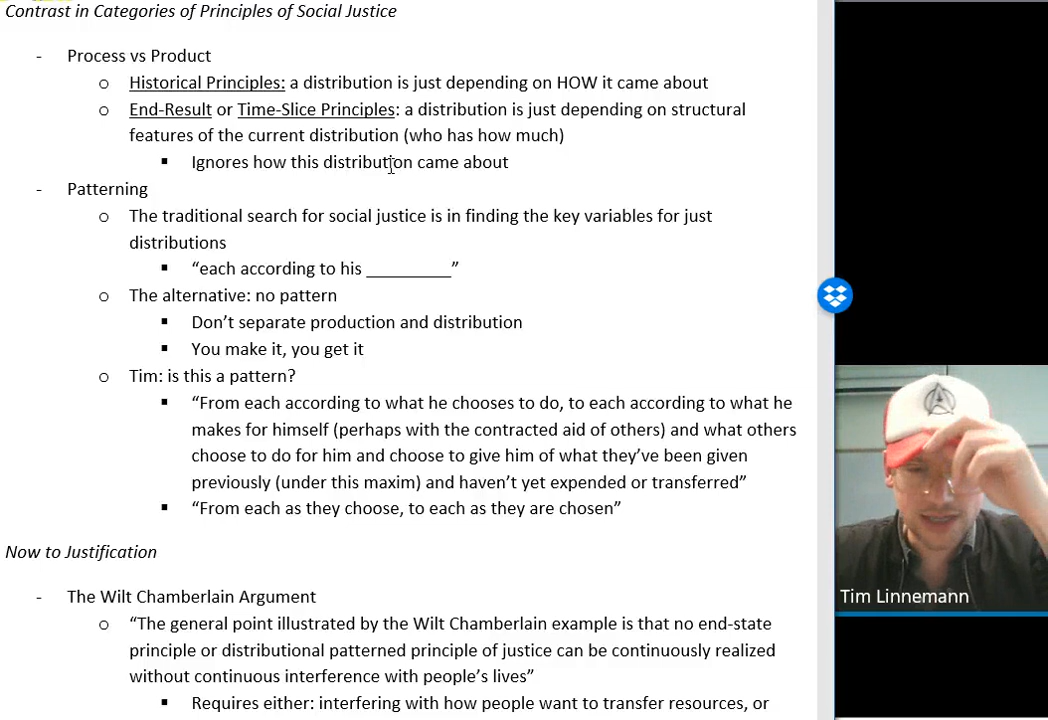 Contrast in Categories of Principles of Social Justice
- Process vs Product
o Historical Principles: a distribution is just depending on HOW it came about
o End-Result or Time-Slice Principles: a distribution is just depending on structural
features of the current distribution (who has how much)
▪ Ignores how this distribution came about
- Patterning
o The traditional search for social justice is in finding the key variables for just
distributions
▪ “each according to his _________”
o The alternative: no pattern
▪ Don’t separate production and distribution
▪ You make it, you get it
o Tim: is this a pattern?
▪ “From each according to what he chooses to do, to each according to what he
makes for himself (perhaps with the contracted aid of others) and what others
choose to do for him and choose to give him of what they’ve been given
previously (under this maxim) and haven’t yet expended or transferred”
▪ “From each as they choose, to each as they are chosen”
Now to Justification
- The Wilt Chamberlain Argument
o “The general point illustrated by the Wilt Chamberlain example is that no end-state
principle or distributional patterned principle of justice can be continuously realized
without continuous interference with people’s lives”
▪ Requires either: interfering with how people want to transfer resources, or
Tim Linnemann